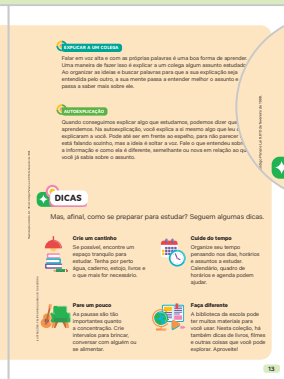 EXPLICAR A UM COLEGA
Falar em voz alta e com as próprias palavras é uma boa forma de aprender.
Uma maneira de fazer isso é explicar a um colega algum assunto estudado.
Ao organizar as ideias e buscar palavras para que a sua explicação seja
entendida pelo outro, a sua mente passa a entender melhor o assunto e
passa a saber mais sobre ele.
AUTOEXPLICAÇÃO
Quando conseguimos explicar algo que estudamos, podemos dizer que
aprendemos. Na autoexplicação, você explica a si mesmo algo que leu
explicaram a você. Pode até ser em frente ao espelho, para não parecer
está falando sozinho, mas a ideia é soltar a voz. Fale o que entendeu sobre
a informação e como ela é diferente, semelhante ou nova em relação ao que
você já sabia sobre o assunto.
DICAS
Mas, afinal, como se preparar para estudar? Seguem algumas dicas.
Crie um cantinho
Se possível, encontre um
espaço tranquilo para
estudar. Tenha por perto
água, caderno, estojo, livros e
o que mais for necessário.
Cuide do tempo
Organize seu tempo
pensando nos dias, horários
e assuntos a estudar.
Calendário, quadro de
horários e agenda podem
ajudar.
Pare um pouco
As pausas são tão
importantes quanto
a concentração. Crie
intervalos para brincar,
conversar com alguém ou
se alimentar.
Faça diferente
A biblioteca da escola pode
ter muitos materiais para
você usar. Nesta coleção, há
também dicas de livros, filmes
e outras coisas que você pode
explorar. Aproveite!
13